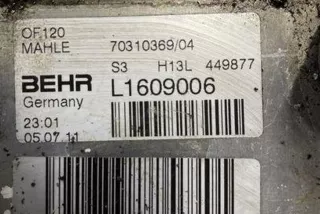 OF120
MAHLE 70310369/04
S3 H13L 449877
BEHR L1609006
Germany
23:01
05.07.11